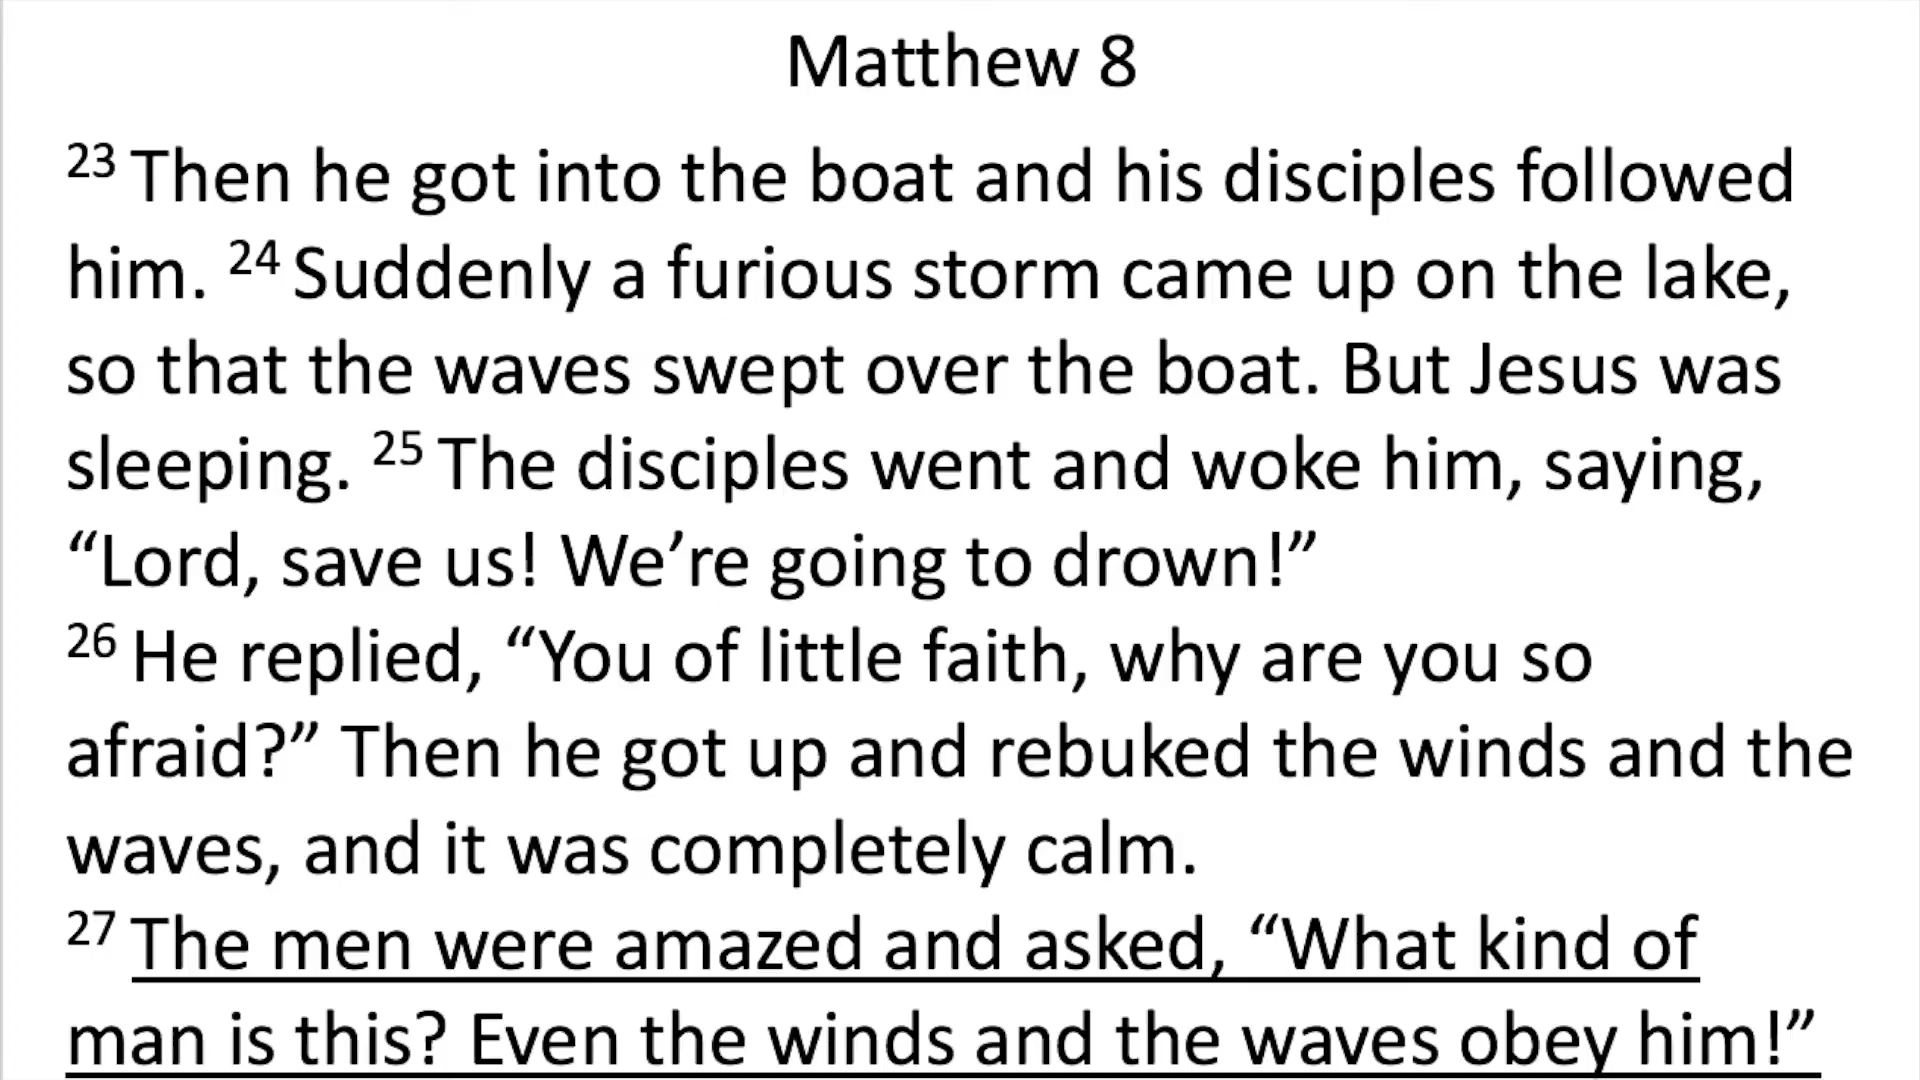 Matthew 8
23 Then he got into the boat and his disciples followed
him. 24 Suddenly a furious storm came up on the lake,
so that the waves swept over the boat. But Jesus was
sleeping. 25 The disciples went and woke him, saying,
“Lord, save us! We’re going to drown!”
26 He replied, “You of little faith, why are you so
afraid?” Then he got up and rebuked the winds and the
waves, and it was completely calm.
27 The men were amazed and asked, “What kind of
man is this? Even the winds and the waves obey him!”